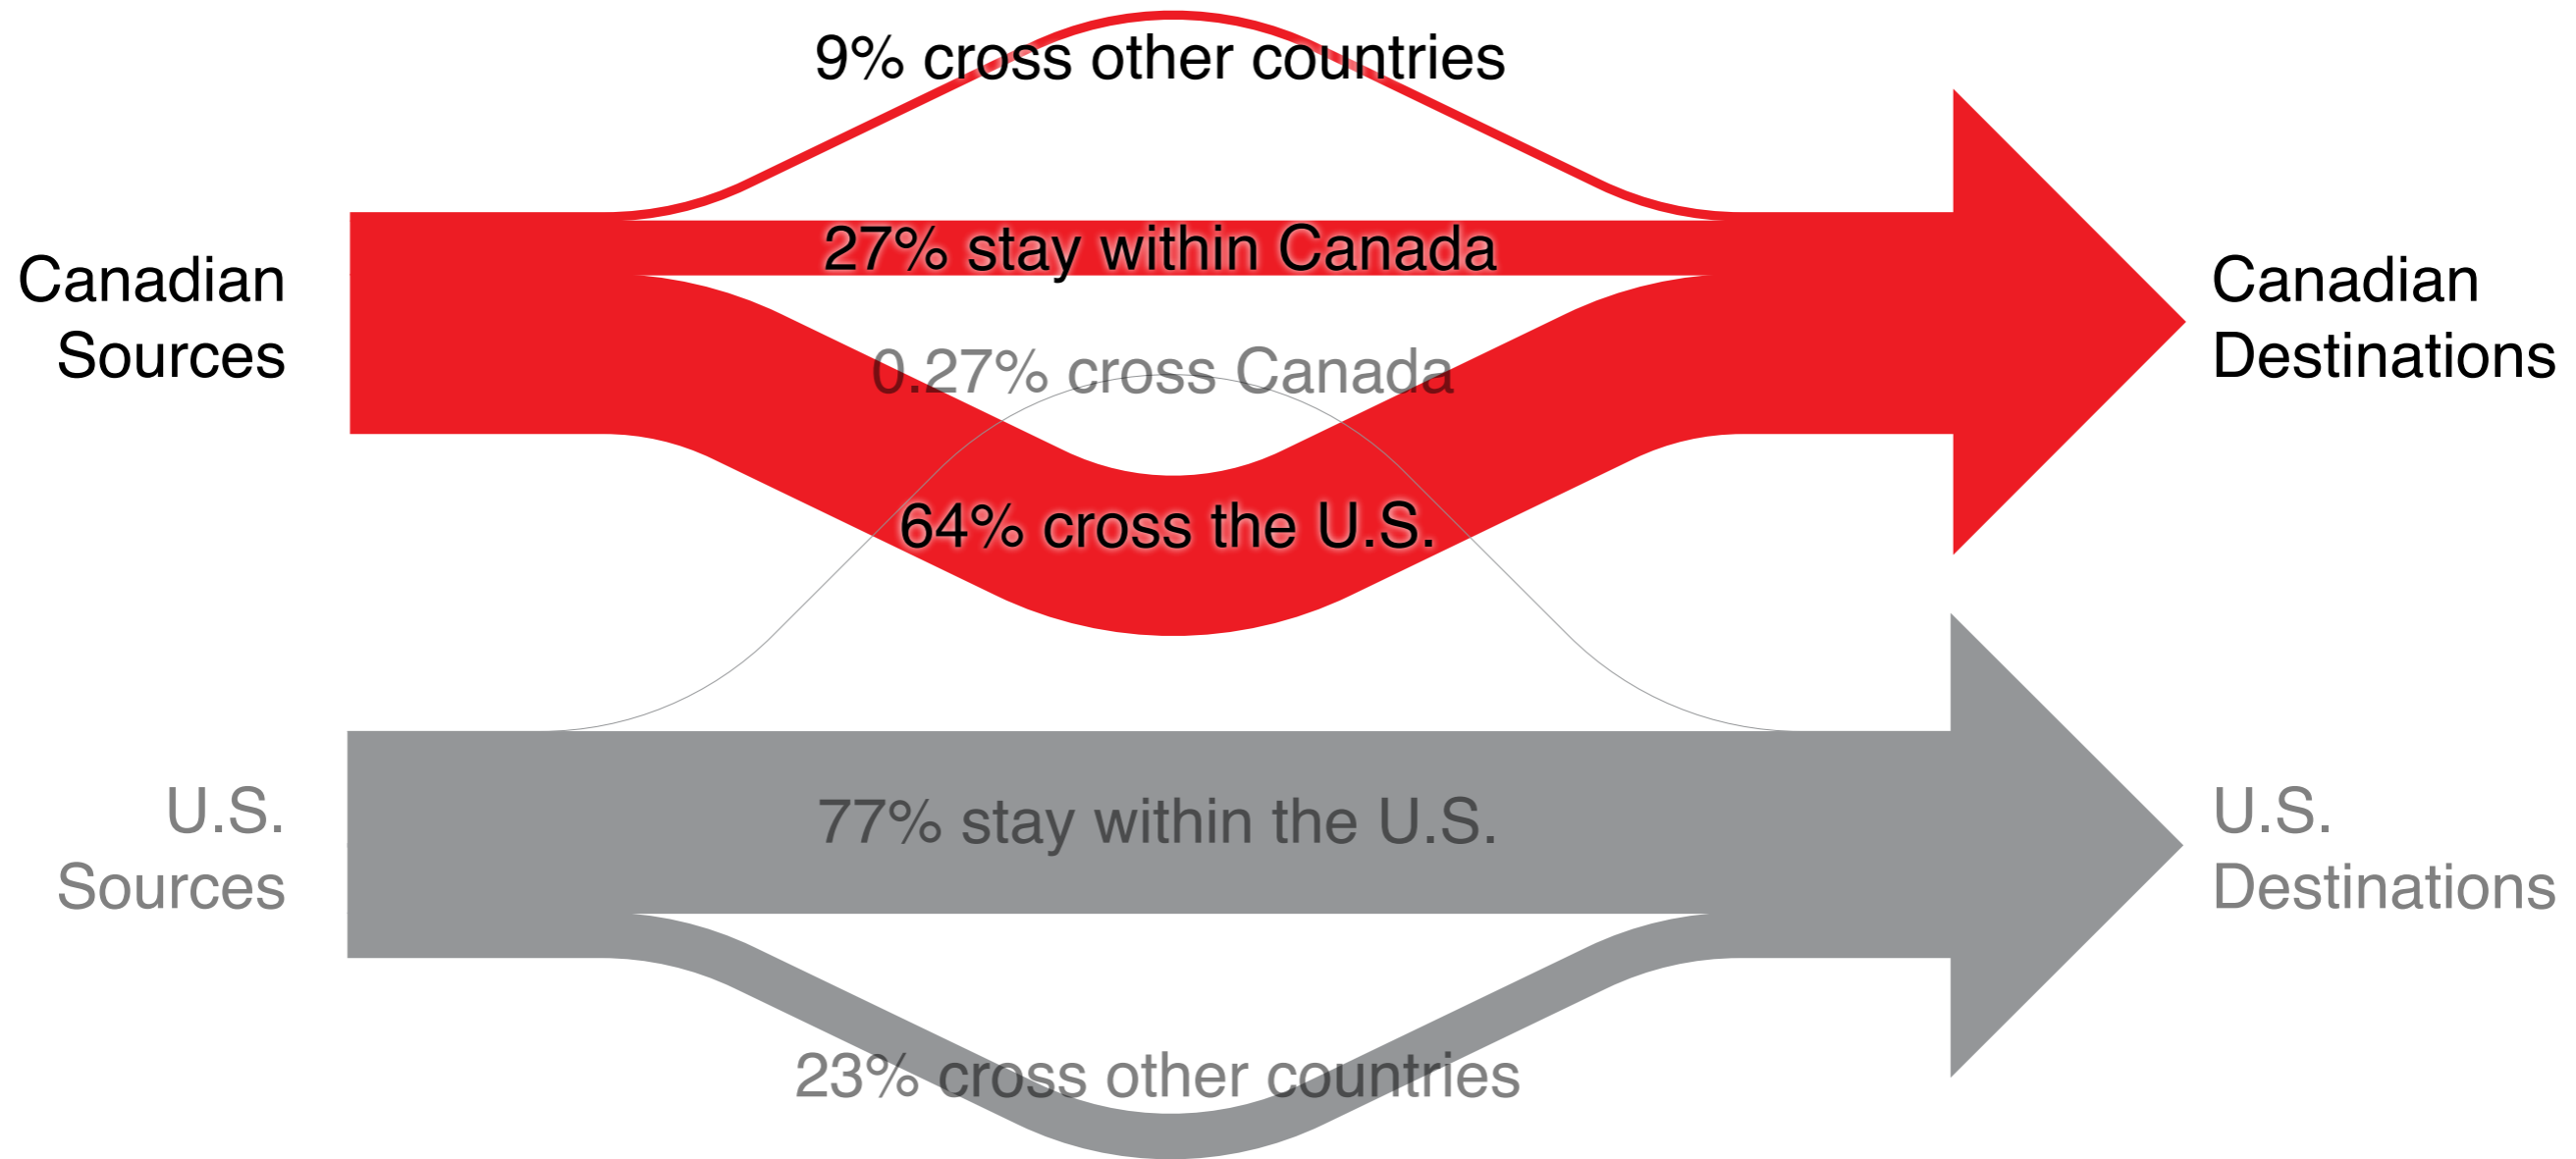 9% cross other countries
27% stay within Canada
Canadian
Sources
Canadian
Destinations
0.27% cross Canada
64% cross the U.S.
U.S.
Sources
77% stay within the U.S.
U.S.
Destinations
23% cross other countries